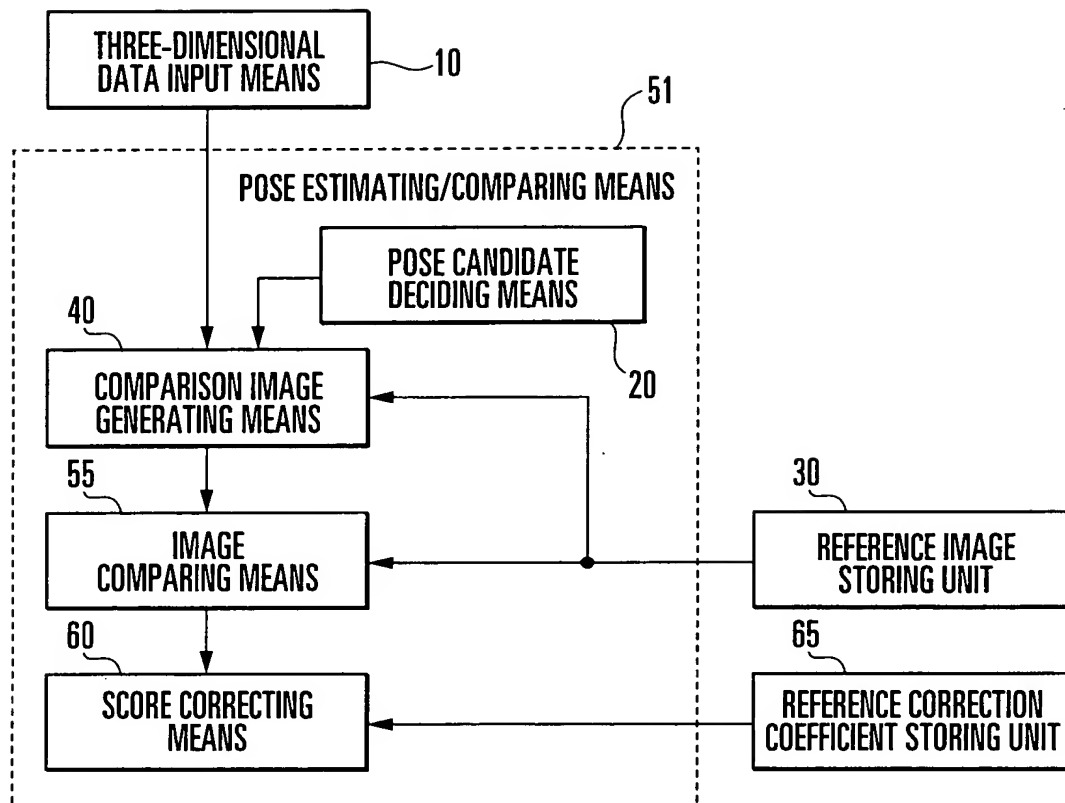 THREE-DIMENSIONAL
DATA INPUT MEANS
10
51
POSE ESTIMATING/COMPARING MEANS
POSE CANDIDATE
DECIDING MEANS
20
40
COMPARISON IMAGE
GENERATING MEANS
55
IMAGE
COMPARING MEANS
30
REFERENCE IMAGE
STORING UNIT
60
SCORE CORRECTING
MEANS
65
REFERENCE CORRECTION
COEFFICIENT STORING UNIT